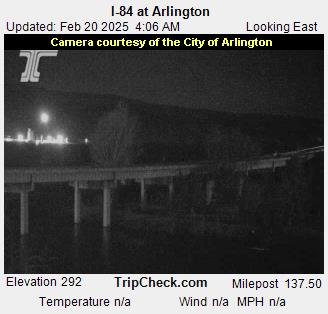 I-84 at Arlington
Updated: Feb 20 2025 4:06 AM Looking East
Camera courtesy of the City of Arlington
Elevation 292 TripCheck.com Milepost 137.50
Temperature n/a Wind n/a MPH n/a